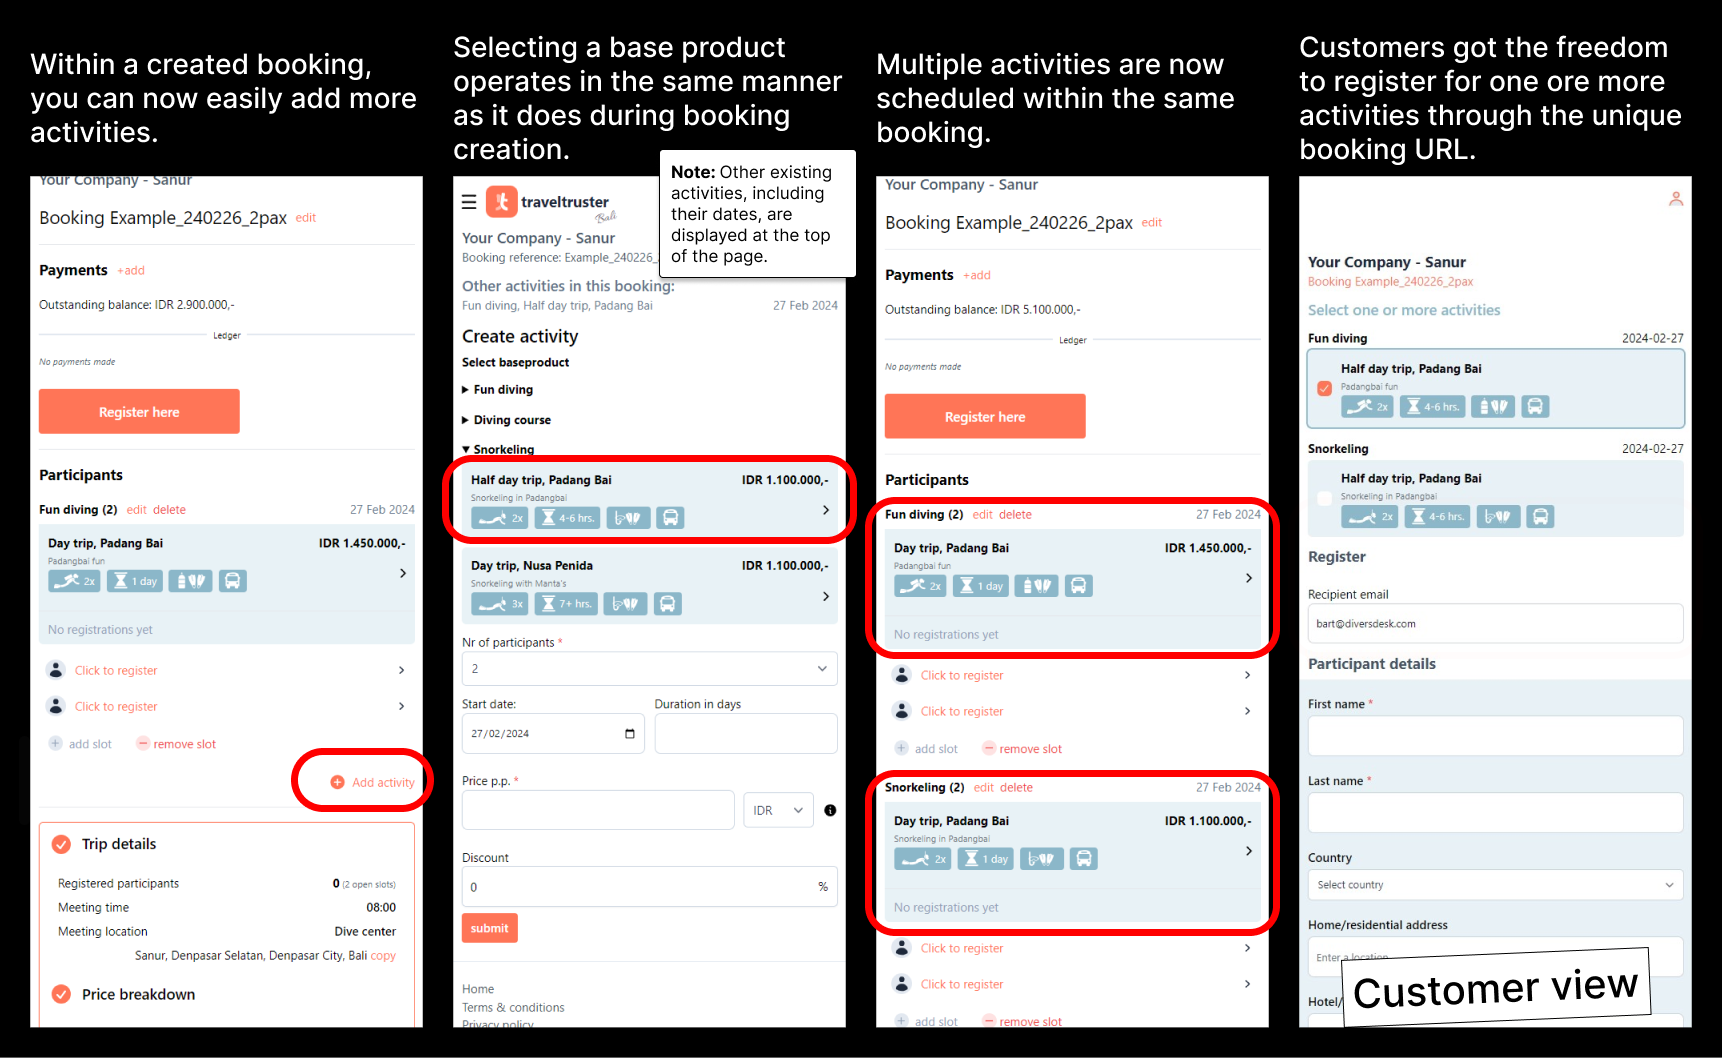 Within a created booking,
you can now easily add more
activities.
Your Company - Sanur
Booking Example_240226_2pax edit
Payments +add
Outstanding balance: IDR 2.900.000,-
Ledger
No payments made
Register here
Participants
Fun diving (2) edit delete 27 Feb 2024
Day trip, Padang Bai IDR 1.450.000,-
Padangbai fun
2x 1 day
No registrations yet
Click to register
Click to register
add slot remove slot
Add activity
Trip details
Registered participants 0 (2 open slots)
Meeting time 08:00
Meeting location Dive center
Sanur, Denpasar Selatan, Denpasar City, Bali copy
Price breakdown
Selecting a base product
operates in the same manner
as it does during booking
creation.
Note: Other existing
activities, including
their dates, are
displayed at the top
of the page.
traveltruster
Bali
Your Company - Sanur
Booking reference: Example_240226_
Other activities in this booking:
Fun diving, Half day trip, Padang Bai 27 Feb 2024
Create activity
Select baseproduct
Fun diving
Diving course
Snorkeling
Half day trip, Padang Bai IDR 1.100.000,-
Snorkeling in Padangbai
2x 4-6 hrs.
Day trip, Nusa Penida IDR 1.100.000,-
Snorkeling with Manta's
3x 7+ hrs.
Nr of participants *
2
Start date: Duration in days
27/02/2024
Price p.p. *
IDR
Discount
0 %
submit
Home
Terms & conditions
Privacy policy
Multiple activities are now
scheduled within the same
booking.
Your Company - Sanur
Booking Example_240226_2pax edit
Payments +add
Outstanding balance: IDR 5.100.000,-
Ledger
No payments made
Register here
Participants
Fun diving (2) edit delete 27 Feb 2024
Day trip, Padang Bai IDR 1.450.000,-
Padangbai fun
2x 1 day
No registrations yet
Click to register
Click to register
add slot remove slot
Snorkeling (2) edit delete 27 Feb 2024
Day trip, Padang Bai IDR 1.100.000,-
Snorkeling in Padangbai
2x 1 day
No registrations yet
Click to register
Click to register
add slot remove slot
Customers got the freedom
to register for one ore more
activities through the unique
booking URL.
Your Company - Sanur
Booking Example_240226_2pax
Select one or more activities
Fun diving 2024-02-27
Half day trip, Padang Bai
Padangbai fun
2x 4-6 hrs.
Snorkeling 2024-02-27
Half day trip, Padang Bai
Snorkeling in Padangbai
2x 4-6 hrs.
Register
Recipient email
bart@diversdesk.com
Participant details
First name *
Last name *
Country
Select country
Home/residential address
Enter a location
Hotel/
Customer view